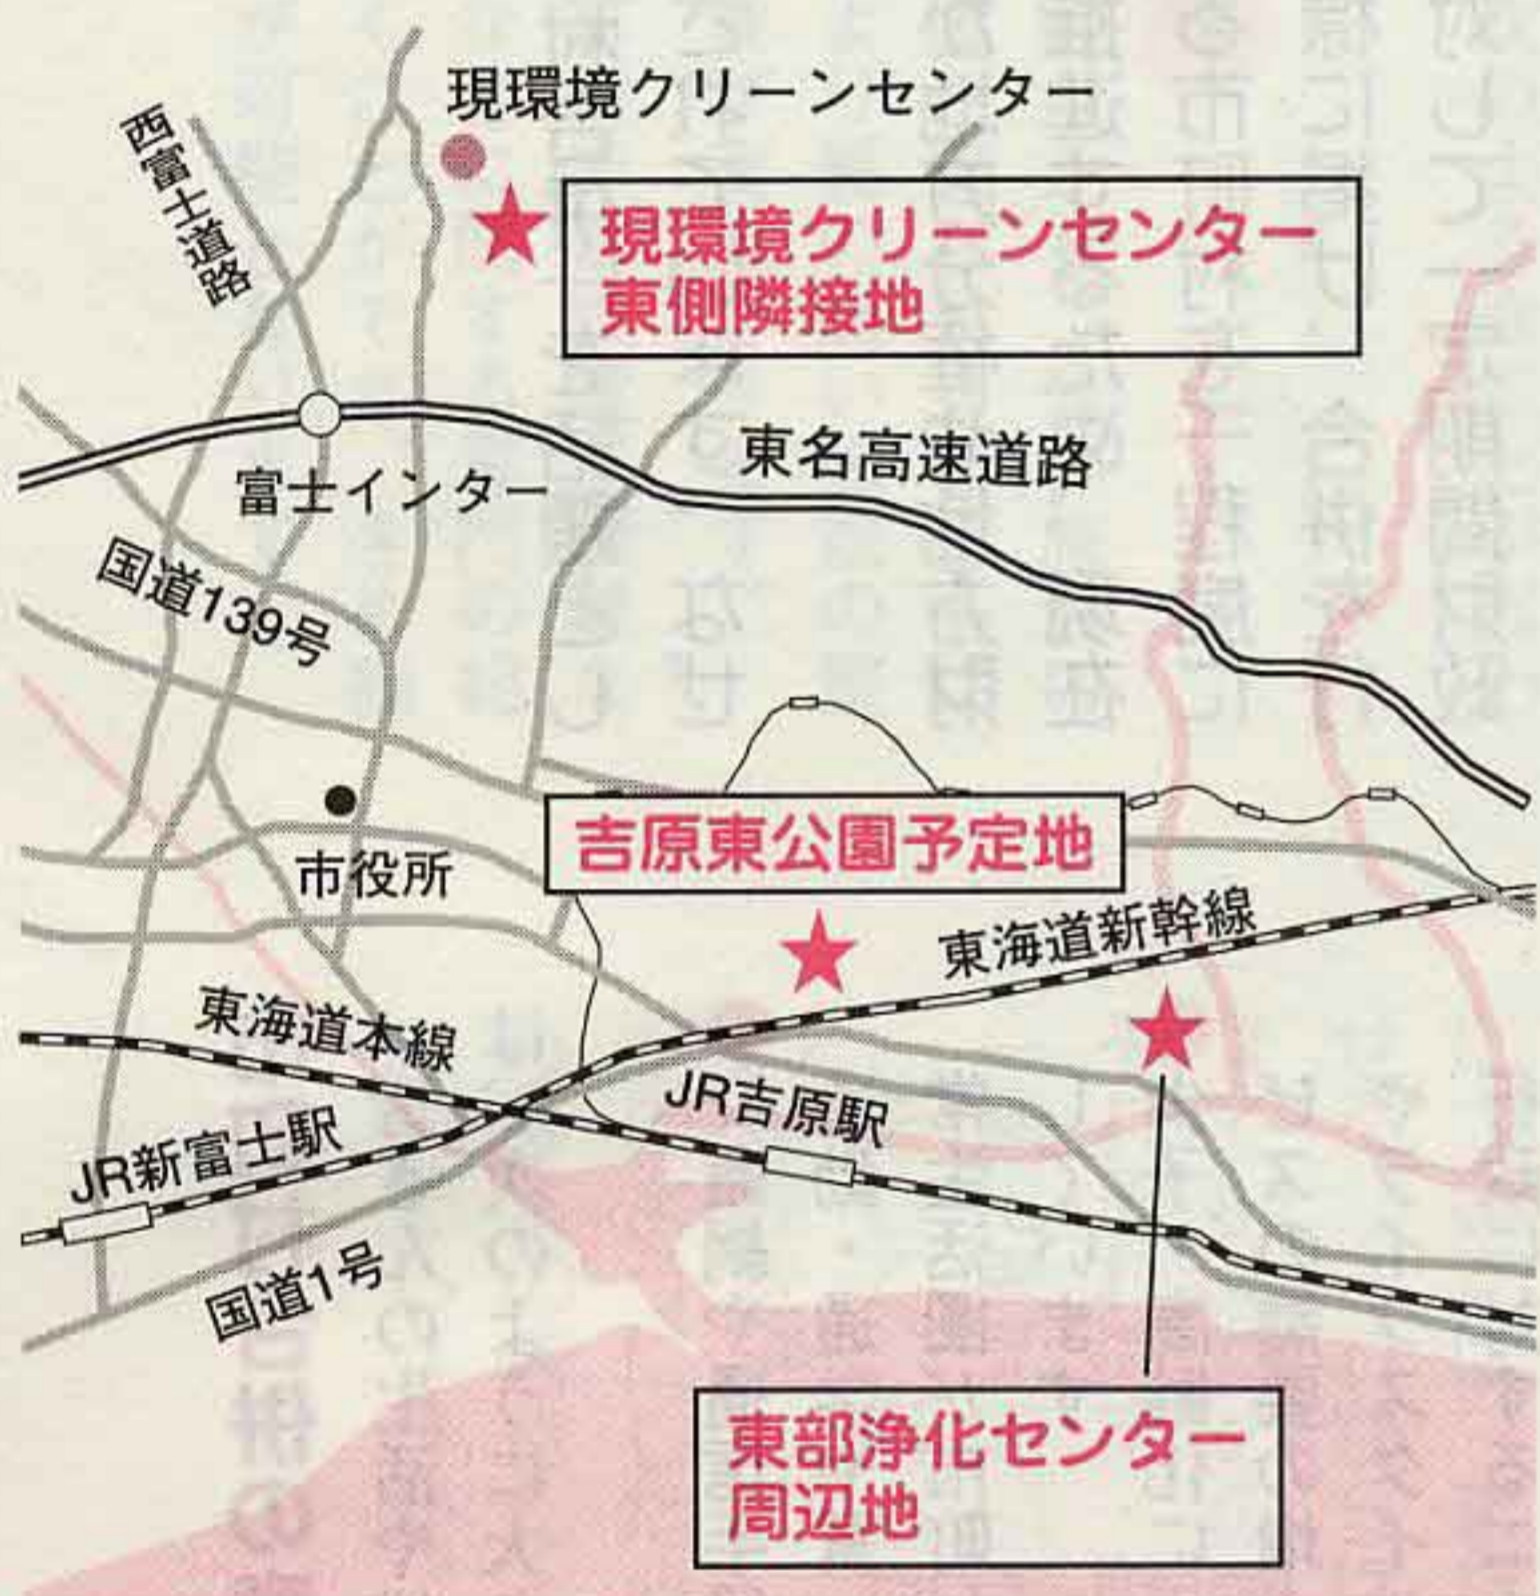 現環境クリーンセンター
西富士道路
現環境クリーンセンター
東側隣接地
東名高速道路
富士インター
国道139号
吉原東公園予定地
市役所
東海道新幹線
東海道本線
JR吉原駅
JR新富士駅
国道1号
東部浄化センター
周辺地